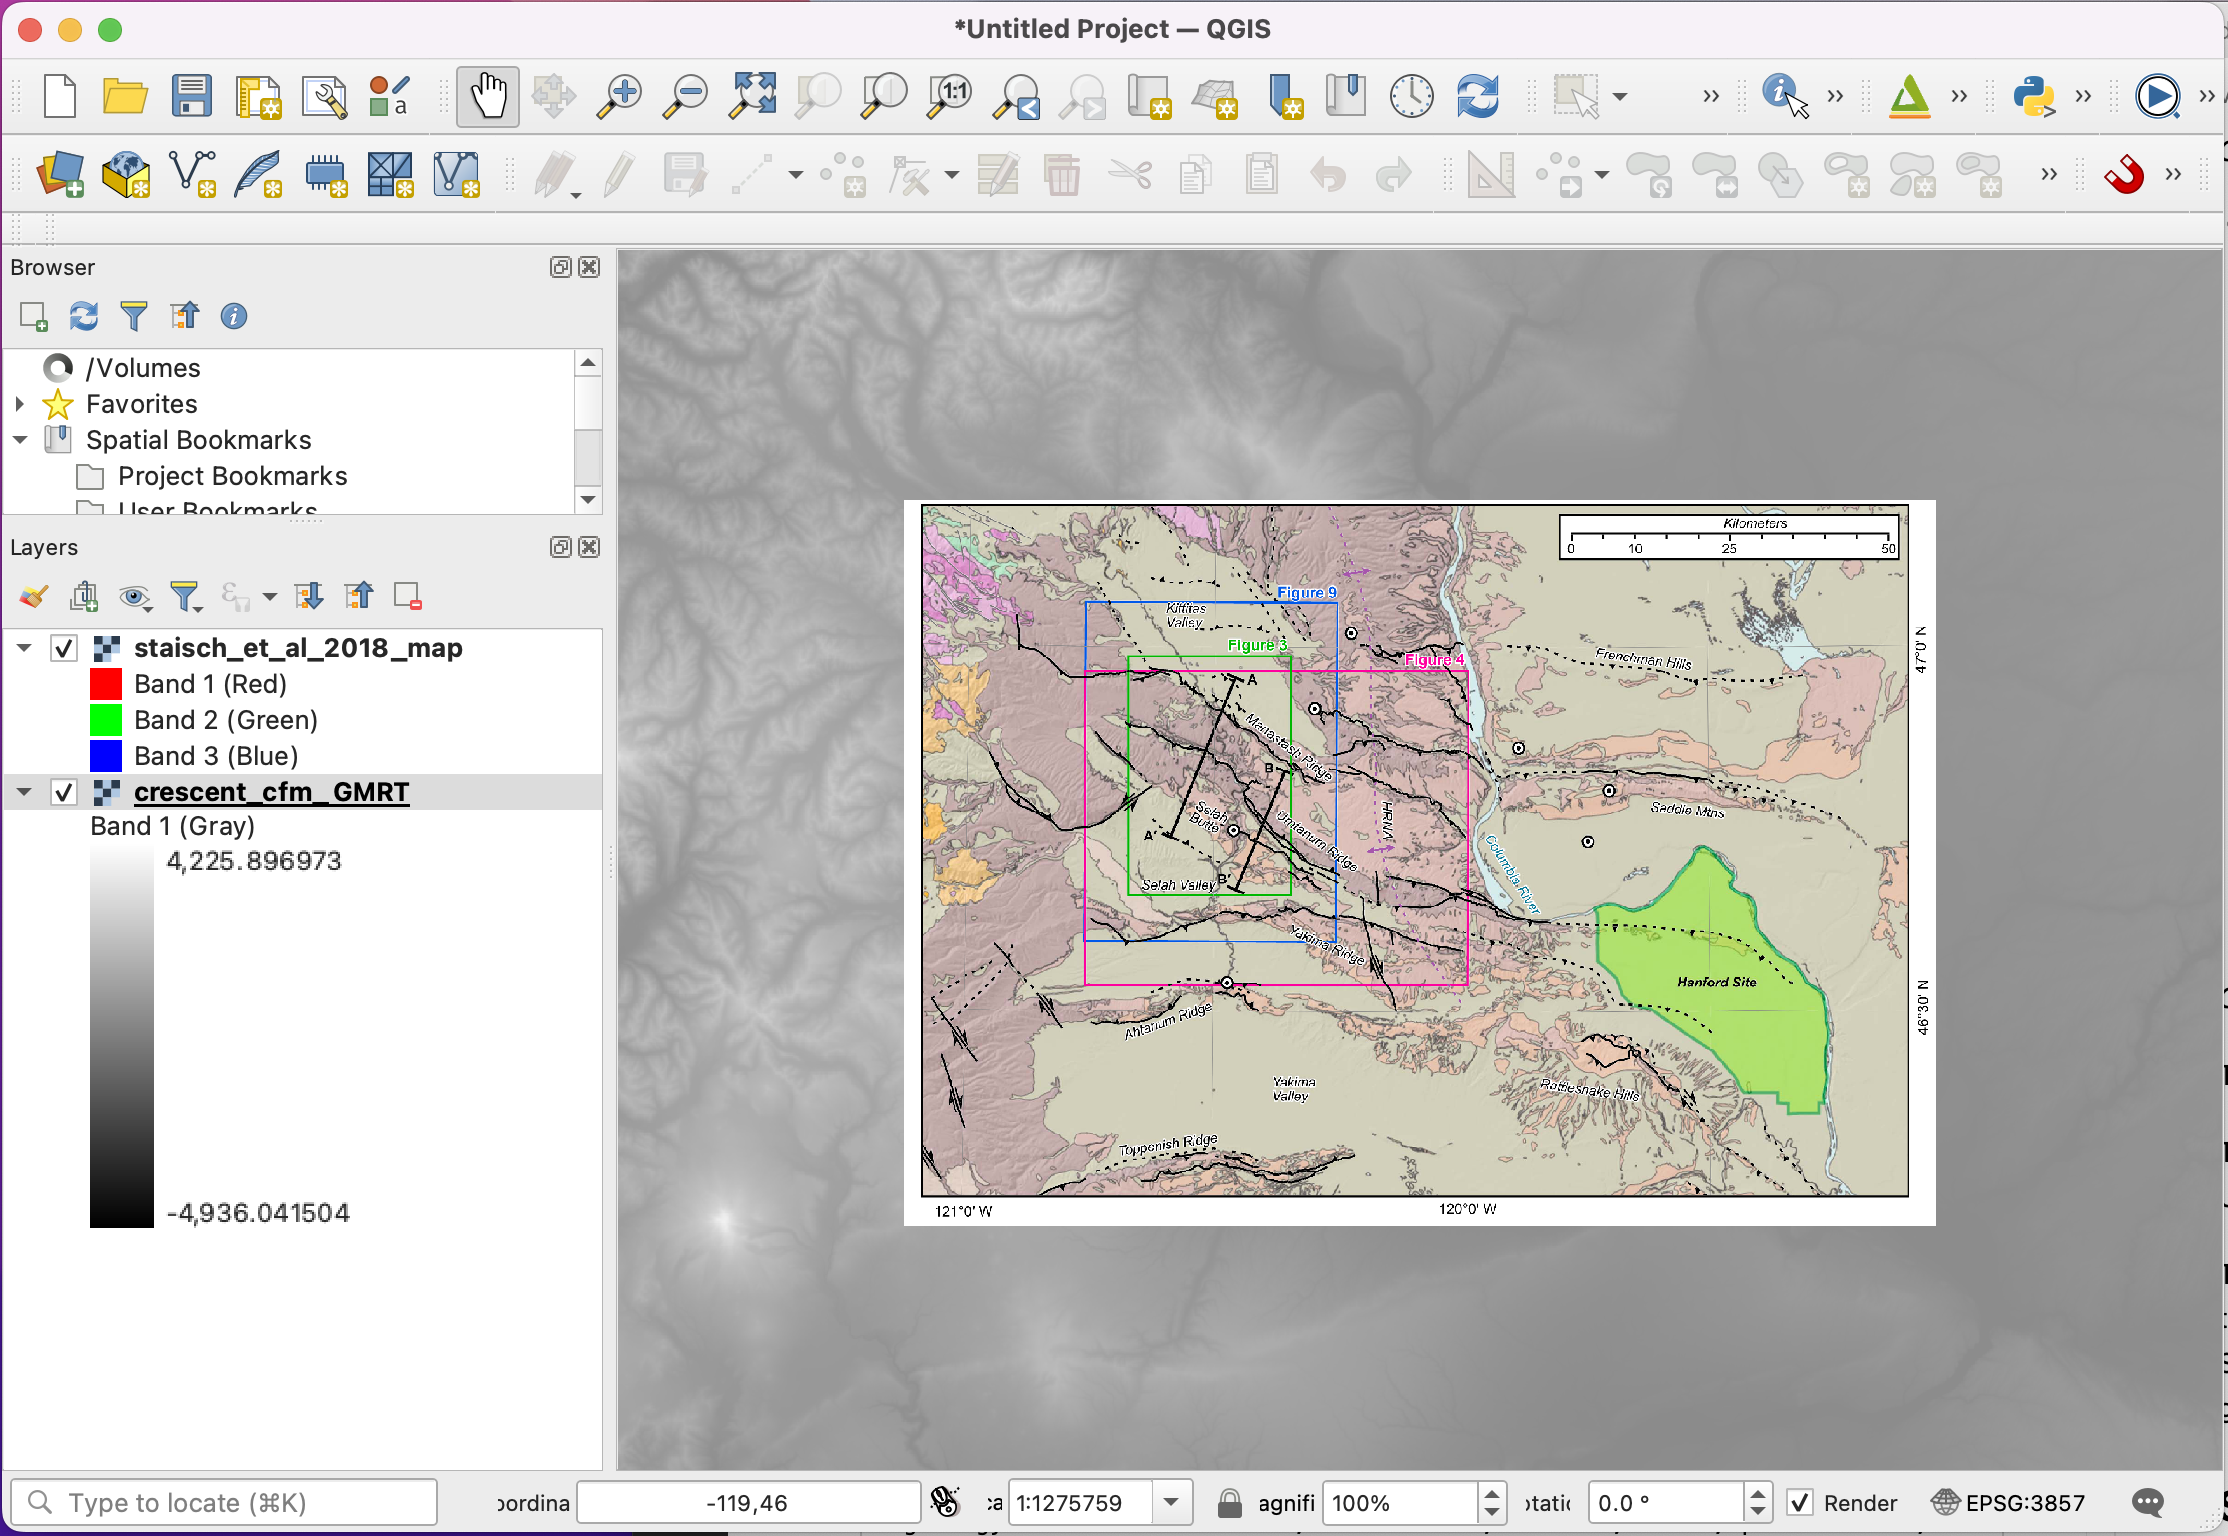 *Untitled Project — QGIS
a
1:1
Browser
/Volumes
Favorites
Spatial Bookmarks
Project Bookmarks
User Bookmarks
Layers
staisch_et_al_2018_map
Band 1 (Red)
Band 2 (Green)
Band 3 (Blue)
crescent_cfm_GMRT
Band 1 (Gray)
4,225.896973
-4,936.041504
Kilometers
0 10 25 50
Figure 9
Kittitas
Valley
Figure 3
Figure 4
47°0' N
Frenchman Hills
A
Manastash Ridge
B
Selah
Butte
A'
Umtanum Ridge
HRNA
Saddle Mtns
Columbia River
Selah Valley
B'
Yakima Ridge
Hanford Site
46°30' N
Ahtanum Ridge
Yakima
Valley
Rattlesnake Hills
Toppenish Ridge
121°0' W
120°0' W
Type to locate (⌘K)
oordina
-119,46
ca
1:1275759
agnifi
100%
otatic
0.0 °
Render
EPSG:3857